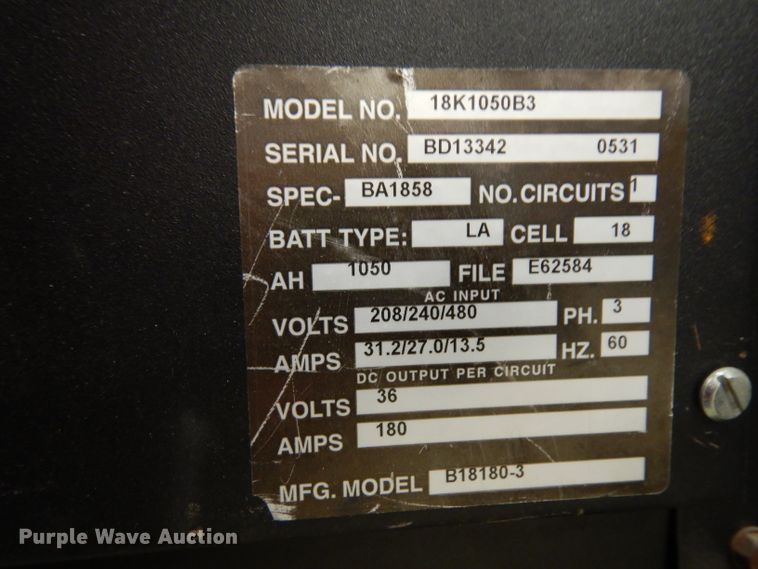 MODEL NO. 18K1050B3
SERIAL NO. BD13342 0531
SPEC- BA1858 NO. CIRCUITS 1
BATT TYPE: LA CELL 18
AH 1050 FILE E62584
AC INPUT
VOLTS 208/240/480 PH. 3
AMPS 31.2/27.0/13.5 HZ. 60
DC OUTPUT PER CIRCUIT
VOLTS 36
AMPS 180
MFG. MODEL B18180-3
Purple Wave Auction